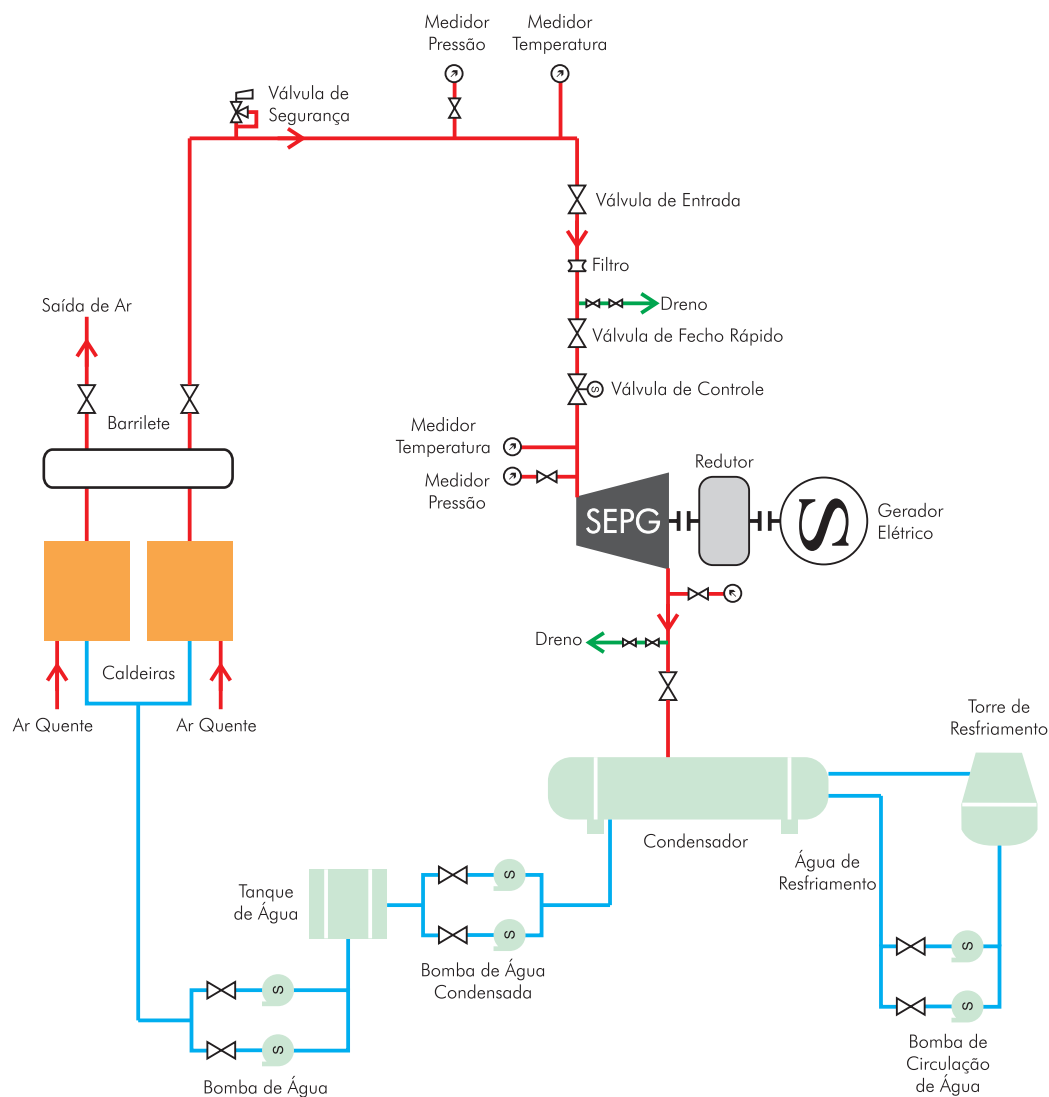 Medidor
Pressão
Medidor
Temperatura
Válvula de
Segurança
Válvula de Entrada
Filtro
Saída de Ar
Dreno
Válvula de Fecho Rápido
S
Válvula de Controle
Barrilete
Medidor
Temperatura
Medidor
Pressão
Redutor
SEPG
S
Gerador
Elétrico
Dreno
Caldeiras
Ar Quente
Ar Quente
Torre de
Resfriamento
Condensador
Água de
Resfriamento
Tanque
de Água
S
S
Bomba de Água
Condensada
S
S
Bomba de Água
S
S
Bomba de
Circulação
de Água